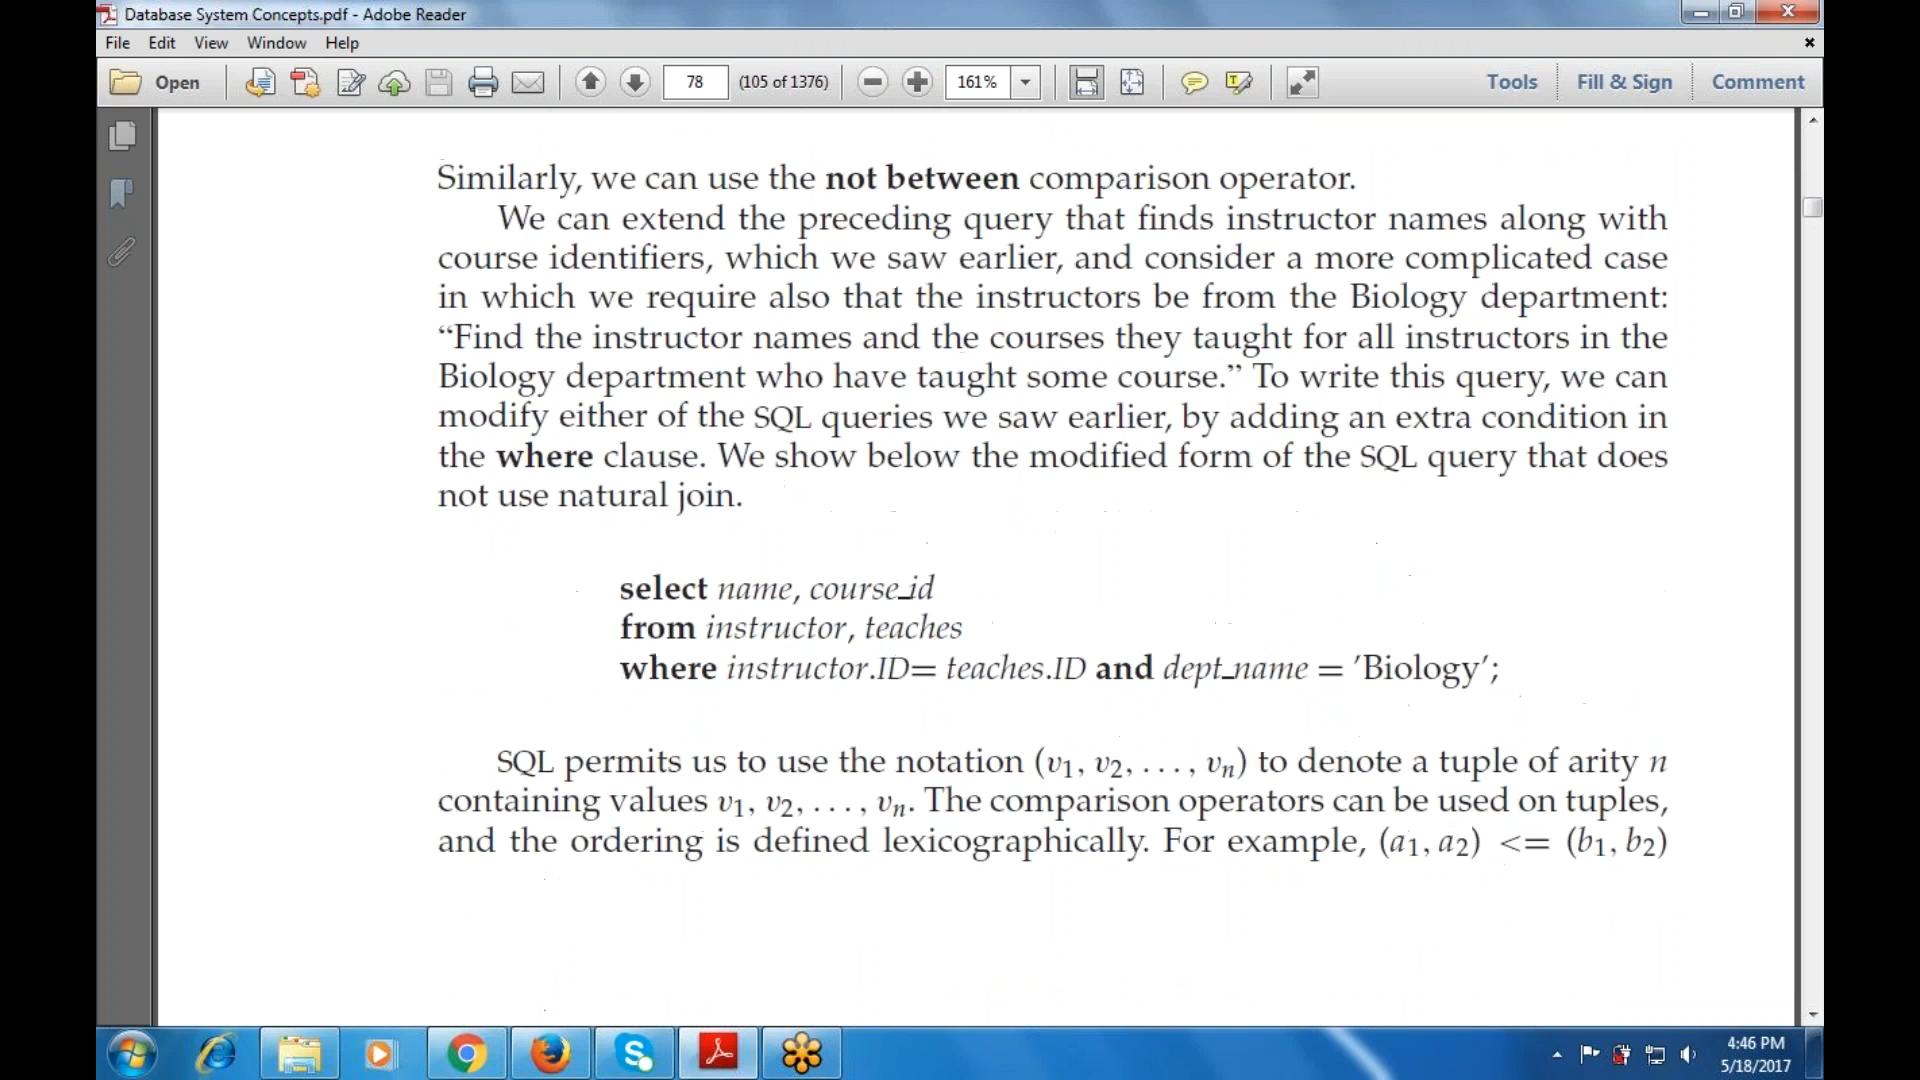 Database System Concepts.pdf - Adobe Reader
File Edit View Window Help
Open 78 (105 of 1376) 161% Tools Fill & Sign Comment
Similarly, we can use the not between comparison operator.
We can extend the preceding query that finds instructor names along with
course identifiers, which we saw earlier, and consider a more complicated case
in which we require also that the instructors be from the Biology department:
“Find the instructor names and the courses they taught for all instructors in the
Biology department who have taught some course.” To write this query, we can
modify either of the SQL queries we saw earlier, by adding an extra condition in
the where clause. We show below the modified form of the SQL query that does
not use natural join.
select name, course_id
from instructor, teaches
where instructor.ID= teaches.ID and dept_name = ’Biology’;
SQL permits us to use the notation (v1, v2, . . . , vn) to denote a tuple of arity n
containing values v1, v2, . . . , vn. The comparison operators can be used on tuples,
and the ordering is defined lexicographically. For example, (a1, a2) <= (b1, b2)
4:46 PM
5/18/2017